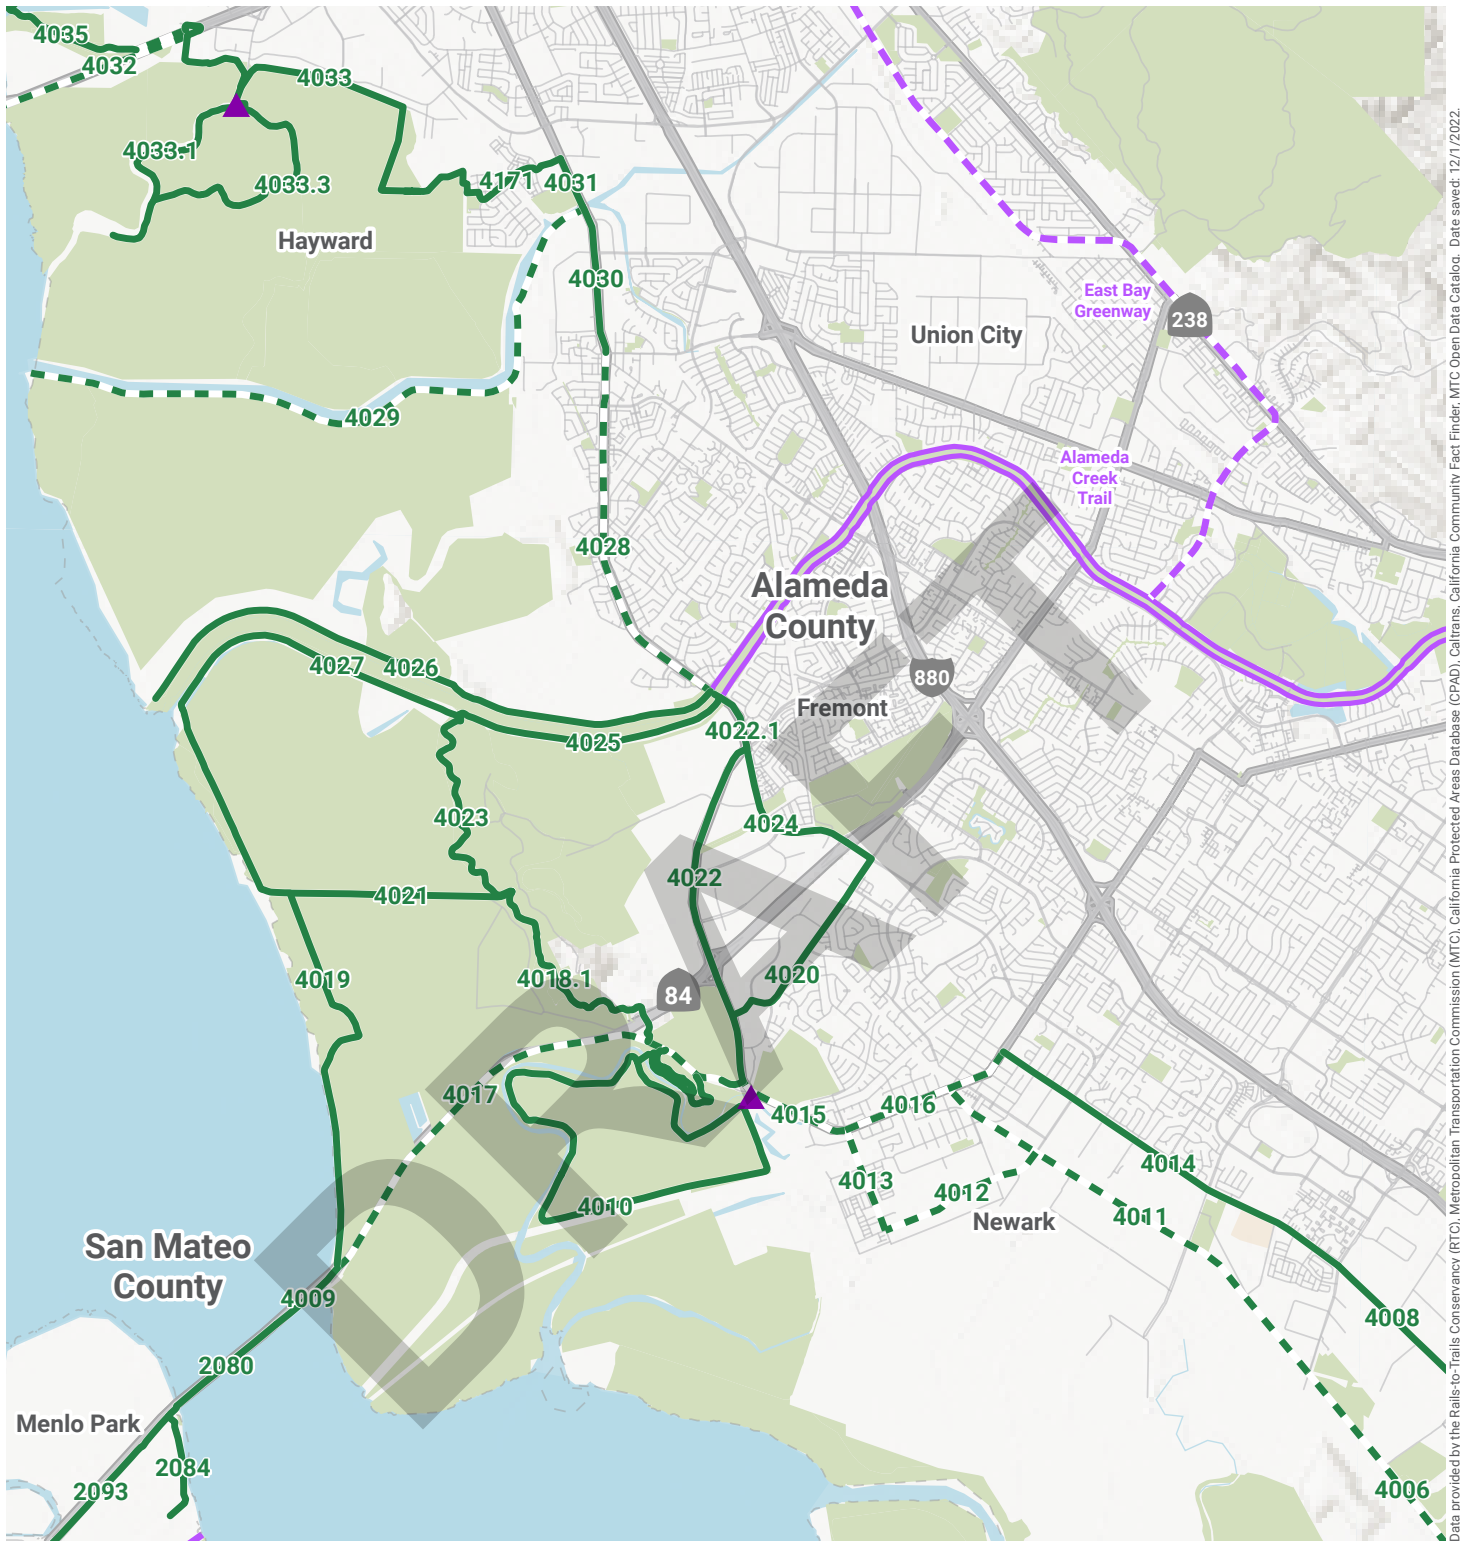 4035
4032
4033
4033.1
4033.3
4171
4031
Hayward
4030
East Bay
Greenway
238
Union City
4029
Alameda
Creek
Trail
4028
Alameda
County
4027
4026
880
Fremont
4022.1
4025
4023
4024
4022
4021
4019
4018.1
4020
84
4017
4015
4016
4014
4013
4012
4010
4011
Newark
San Mateo
County
4009
4008
2080
Menlo Park
2084
2093
4006
DRAFT
Data provided by the Rails-to-Trails Conservancy (RTC), Metropolitan Transportation Commission (MTC), California Protected Areas Database (CPAD), Caltrans, California Community Fact Finder, MTC Open Data Catalog. Date saved: 12/1/2022.